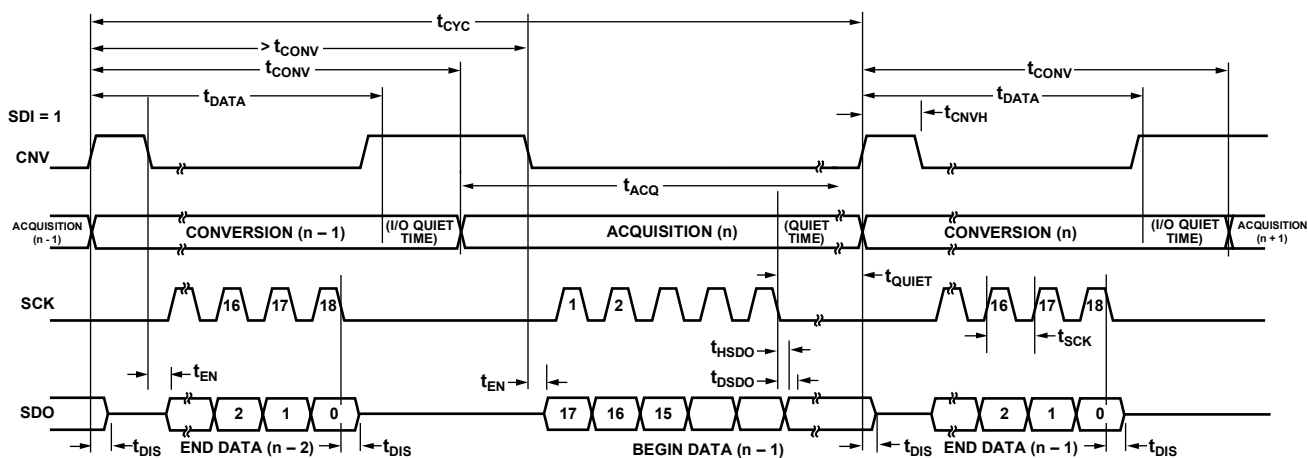 tCYC
> tCONV
tCONV
tCONV
tDATA
tDATA
SDI = 1
tCNVH
CNV
tACQ
ACQUISITION (n - 1)
CONVERSION (n – 1)
(I/O QUIET TIME)
ACQUISITION (n)
(QUIET TIME)
CONVERSION (n)
(I/O QUIET TIME)
ACQUISITION (n + 1)
tQUIET
SCK
16 17 18
1 2
16 17 18
tSCK
tHSDO
tEN
tEN
tDSDO
SDO
2 1 0
17 16 15
2 1 0
tDIS
END DATA (n – 2)
tDIS
BEGIN DATA (n – 1)
tDIS
END DATA (n – 1)
tDIS